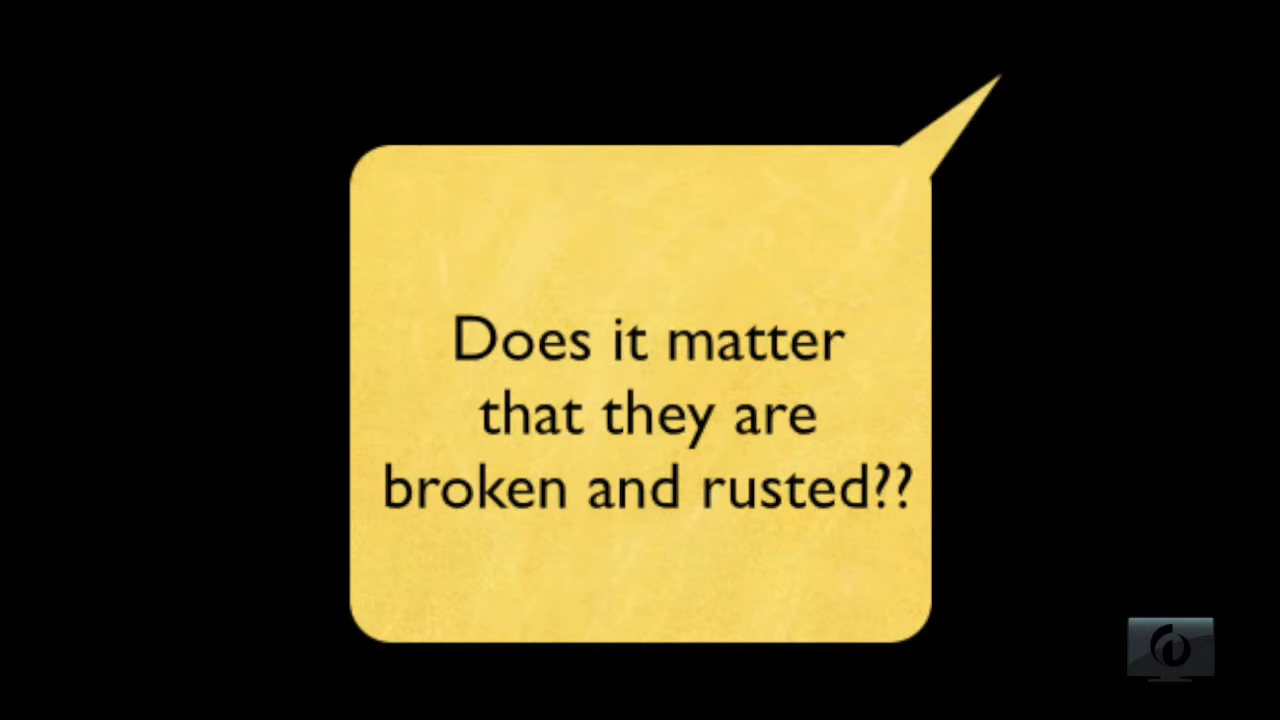 Does it matter
that they are
broken and rusted??